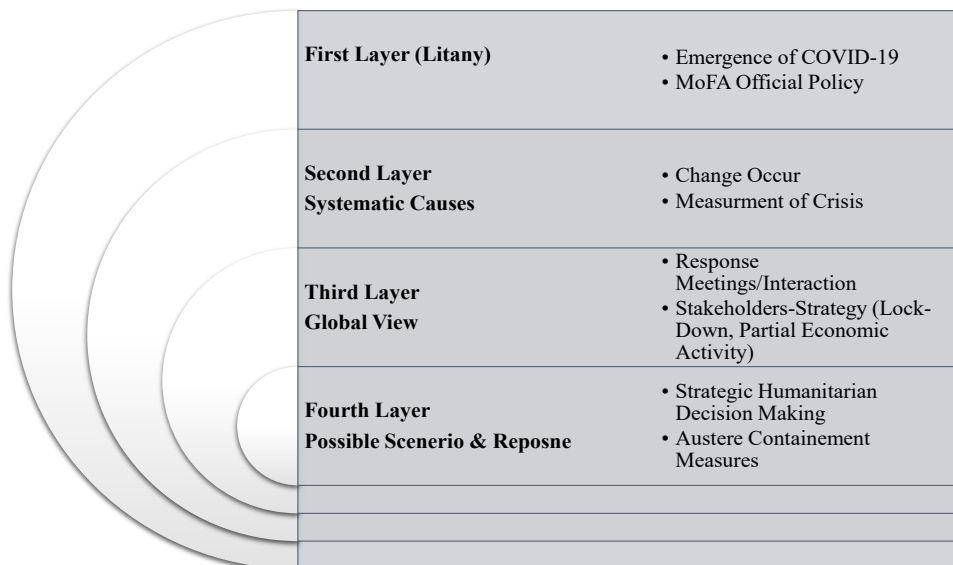 First Layer (Litany)
• Emergence of COVID-19
• MoFA Official Policy
Second Layer
Systematic Causes
• Change Occur
• Measurment of Crisis
Third Layer
Global View
• Response
Meetings/Interaction
• Stakeholders-Strategy (Lock-
Down, Partial Economic
Activity)
Fourth Layer
Possible Scenerio & Reposne
• Strategic Humanitarian
Decision Making
• Austere Containement
Measures